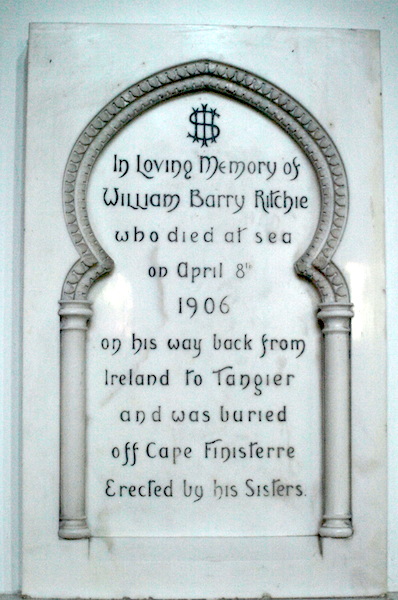 IHS
In Loving Memory of
William Barry Ritchie
who died at sea
on April 8th
1906
on his way back from
Ireland to Tangier
and was buried
off Cape Finisterre
Erected by his Sisters.